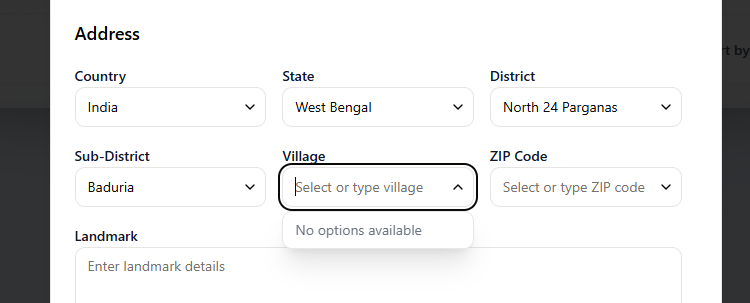 Address
Country State District
India West Bengal North 24 Parganas
Sub-District Village ZIP Code
Baduria Select or type village Select or type ZIP code
No options available
Landmark
Enter landmark details
rt by